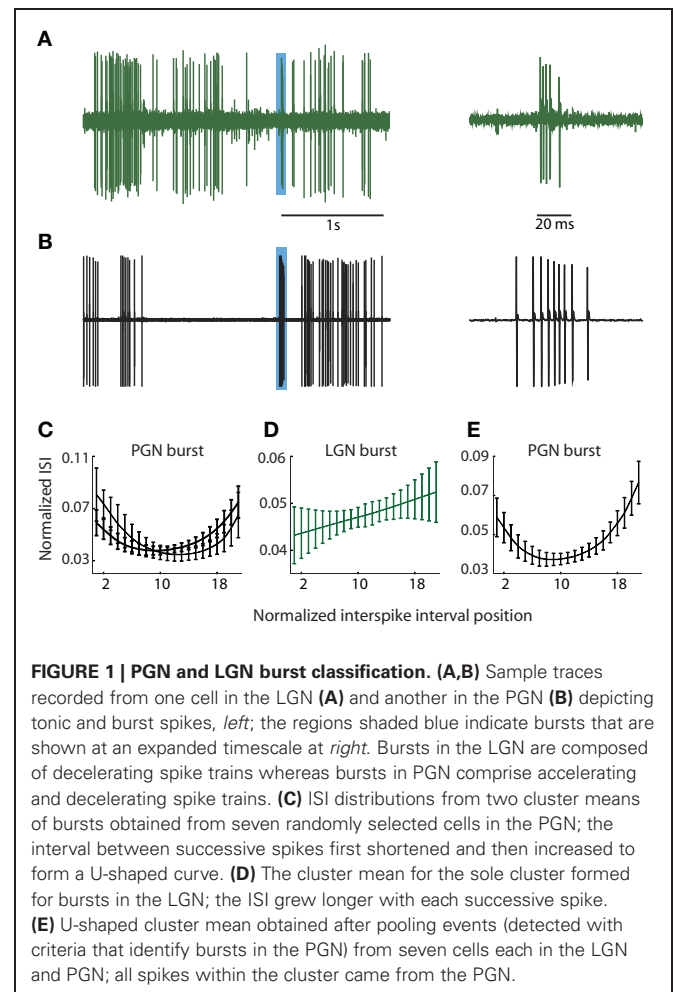 A
1s
20 ms
B
C
PGN burst
D
LGN burst
E
PGN burst
Normalized ISI
0.11
0.07
0.03
2
10
18
0.06
0.05
0.04
2
10
18
0.09
0.07
0.05
0.03
2
10
18
Normalized interspike interval position
FIGURE 1 | PGN and LGN burst classification. (A,B) Sample traces
recorded from one cell in the LGN (A) and another in the PGN (B) depicting
tonic and burst spikes, left; the regions shaded blue indicate bursts that are
shown at an expanded timescale at right. Bursts in the LGN are composed
of decelerating spike trains whereas bursts in PGN comprise accelerating
and decelerating spike trains. (C) ISI distributions from two cluster means
of bursts obtained from seven randomly selected cells in the PGN; the
interval between successive spikes first shortened and then increased to
form a U-shaped curve. (D) The cluster mean for the sole cluster formed
for bursts in the LGN; the ISI grew longer with each successive spike.
(E) U-shaped cluster mean obtained after pooling events (detected with
criteria that identify bursts in the PGN) from seven cells each in the LGN
and PGN; all spikes within the cluster came from the PGN.